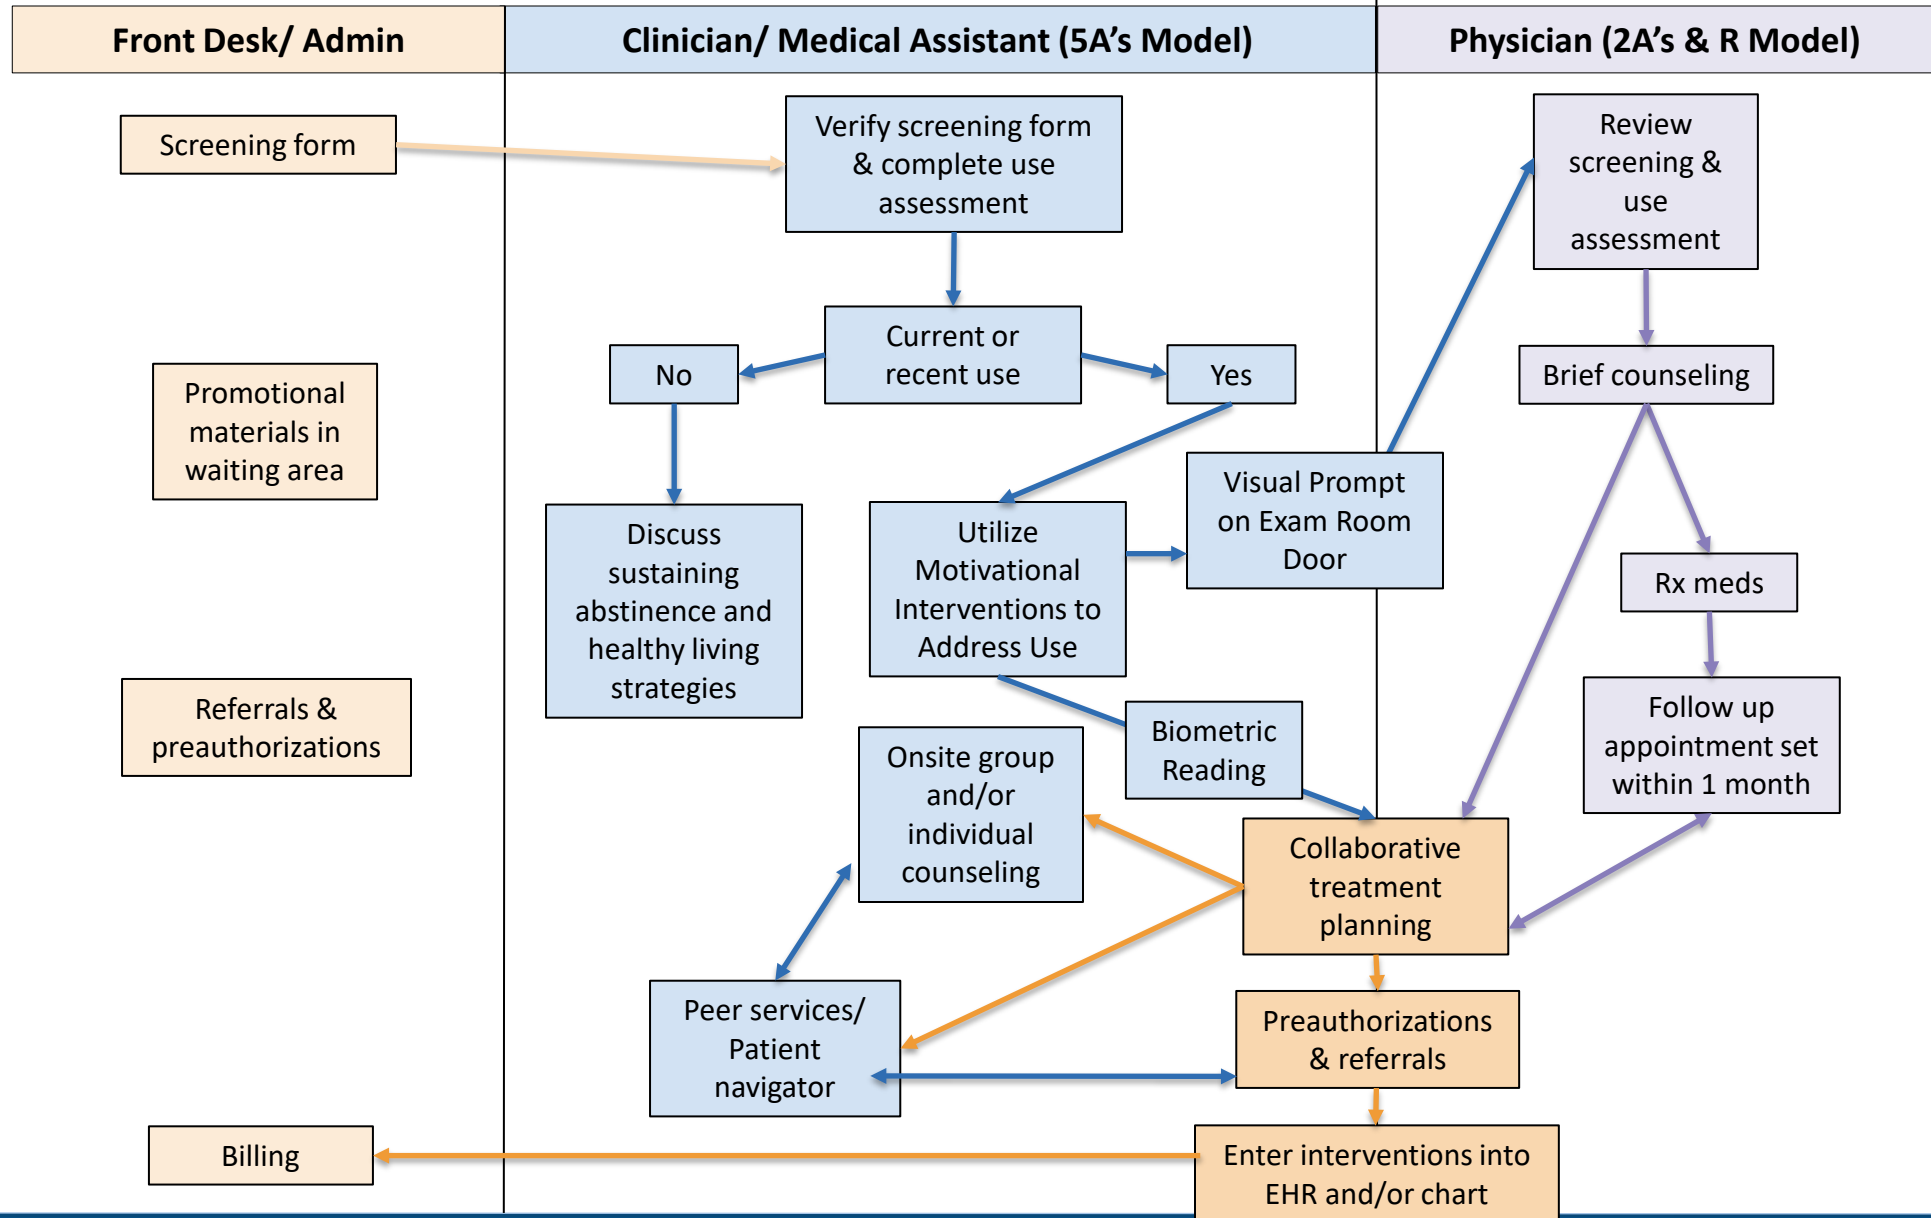 Front Desk/ Admin
Clinician/ Medical Assistant (5A’s Model)
Physician (2A’s & R Model)
Screening form
Promotional
materials in
waiting area
Referrals &
preauthorizations
Billing
Verify screening form
& complete use
assessment
Current or
recent use
No
Yes
Discuss
sustaining
abstinence and
healthy living
strategies
Utilize
Motivational
Interventions to
Address Use
Visual Prompt
on Exam Room
Door
Biometric
Reading
Onsite group
and/or
individual
counseling
Peer services/
Patient
navigator
Review
screening &
use
assessment
Brief counseling
Rx meds
Follow up
appointment set
within 1 month
Collaborative
treatment
planning
Preauthorizations
& referrals
Enter interventions into
EHR and/or chart